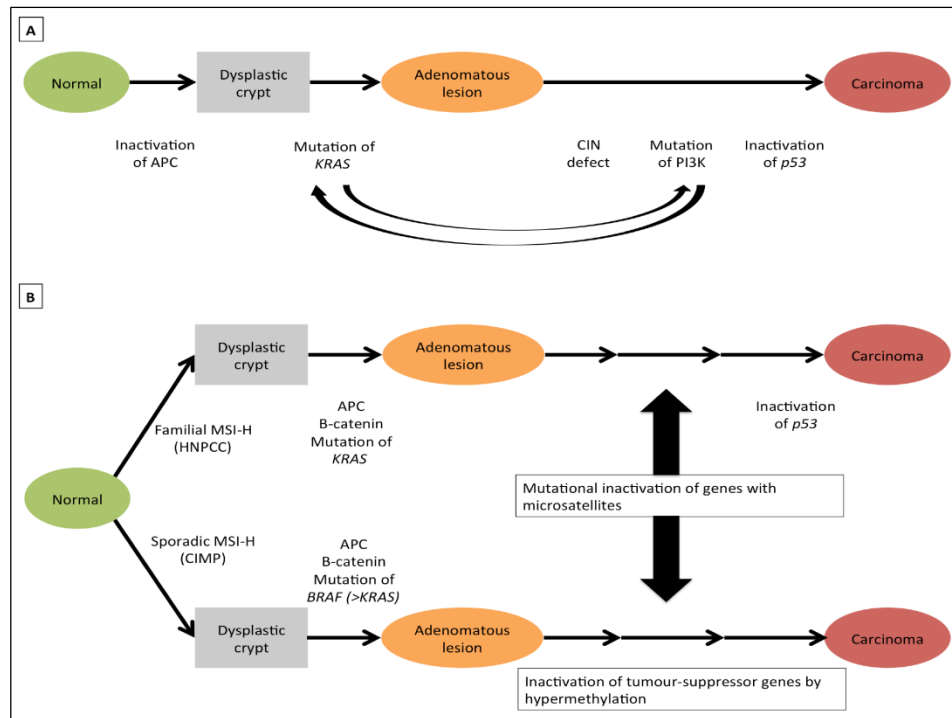 A
Normal
Dysplastic
crypt
Adenomatous
lesion
Carcinoma
Inactivation
of APC
Mutation of
KRAS
CIN
defect
Mutation
of PI3K
Inactivation
of p53
B
Dysplastic
crypt
Adenomatous
lesion
Carcinoma
Familial MSI-H
(HNPCC)
APC
B-catenin
Mutation of
KRAS
Inactivation
of p53
Normal
Mutational inactivation of genes with
microsatellites
Sporadic MSI-H
(CIMP)
APC
B-catenin
Mutation of
BRAF (>KRAS)
Dysplastic
crypt
Adenomatous
lesion
Carcinoma
Inactivation of tumour-suppressor genes by
hypermethylation